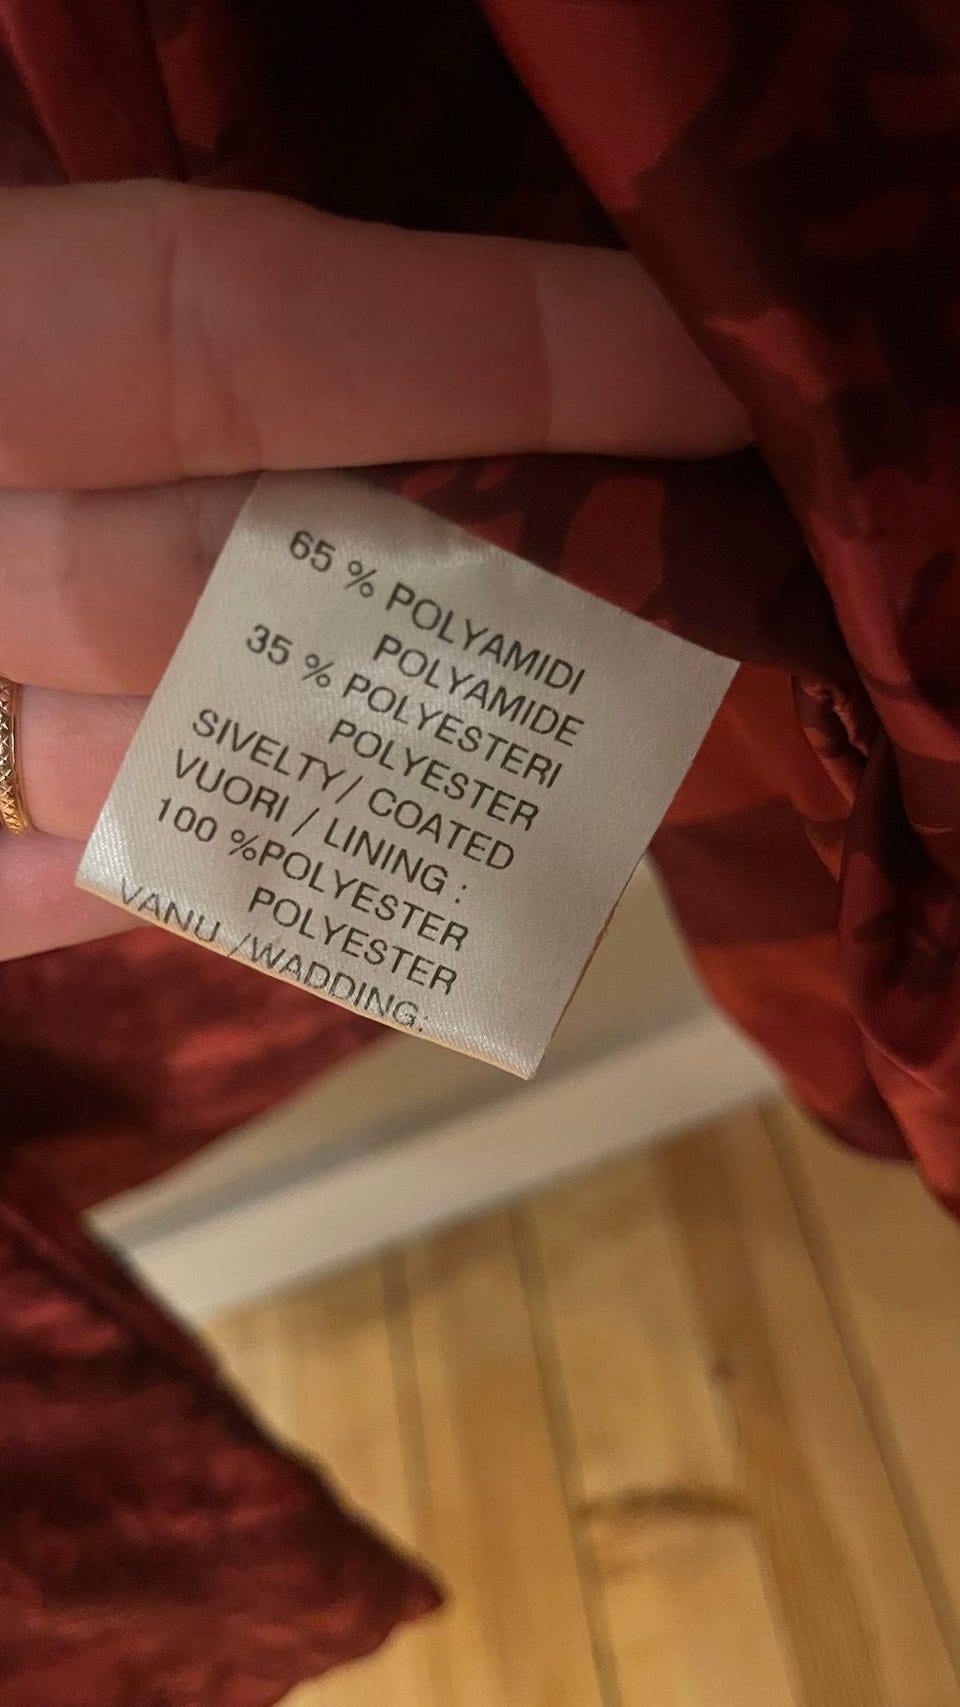 65 % POLYAMIDI
POLYAMIDE
35 % POLYESTERI
POLYESTER
SIVELTY/ COATED
VUORI / LINING :
100 %POLYESTER
POLYESTER
VANU /WADDING: